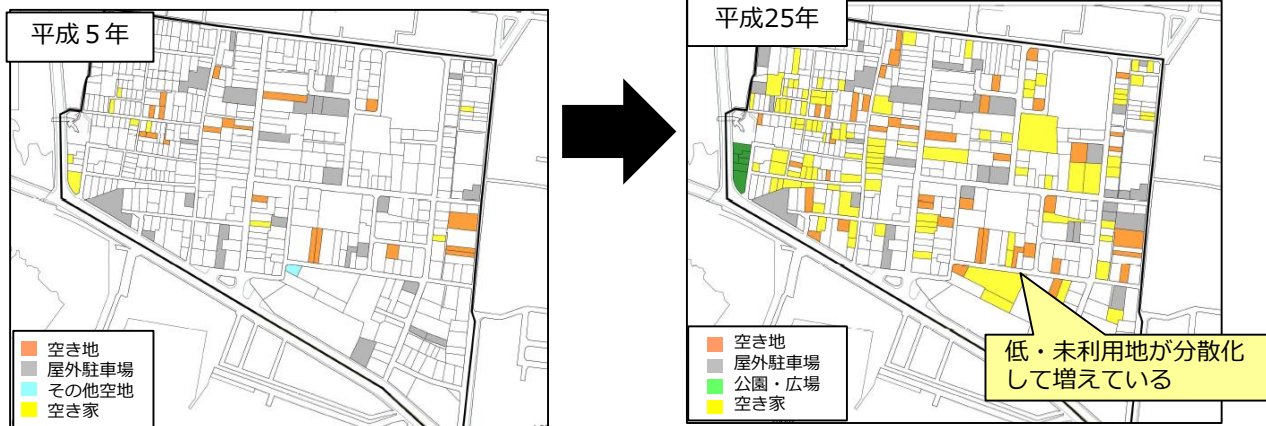 平成５年
空き地
屋外駐車場
その他空地
空き家
平成25年
空き地
屋外駐車場
公園・広場
空き家
低・未利用地が分散化
して増えている